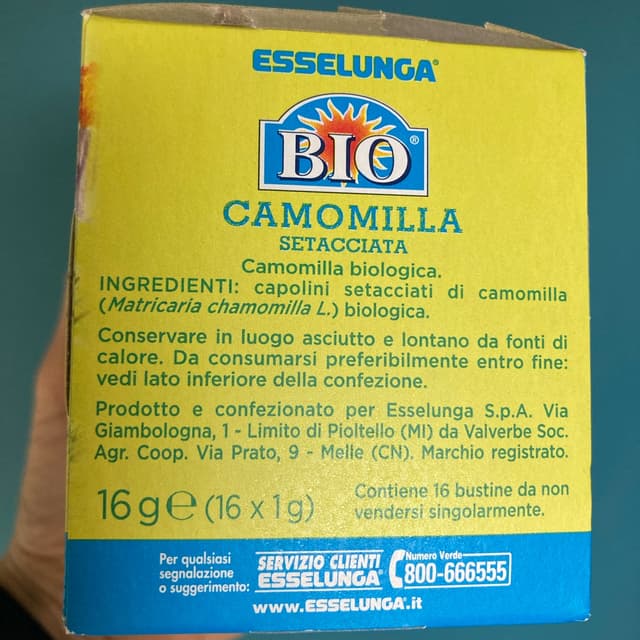 ESSELUNGA®
BIO®
CAMOMILLA
SETACCIATA
Camomilla biologica.
INGREDIENTI: capolini setacciati di camomilla
(Matricaria chamomilla L.) biologica.
Conservare in luogo asciutto e lontano da fonti di
calore. Da consumarsi preferibilmente entro fine:
vedi lato inferiore della confezione.
Prodotto e confezionato per Esselunga S.p.A. Via
Giambologna, 1 - Limito di Pioltello (MI) da Valverbe Soc.
Agr. Coop. Via Prato, 9 - Melle (CN). Marchio registrato.
16 g ℮ (16 x 1 g)
Contiene 16 bustine da non
vendersi singolarmente.
Per qualsiasi
segnalazione
o suggerimento:
SERVIZIO CLIENTI
ESSELUNGA®
Numero Verde
800-666555
www.ESSELUNGA.it